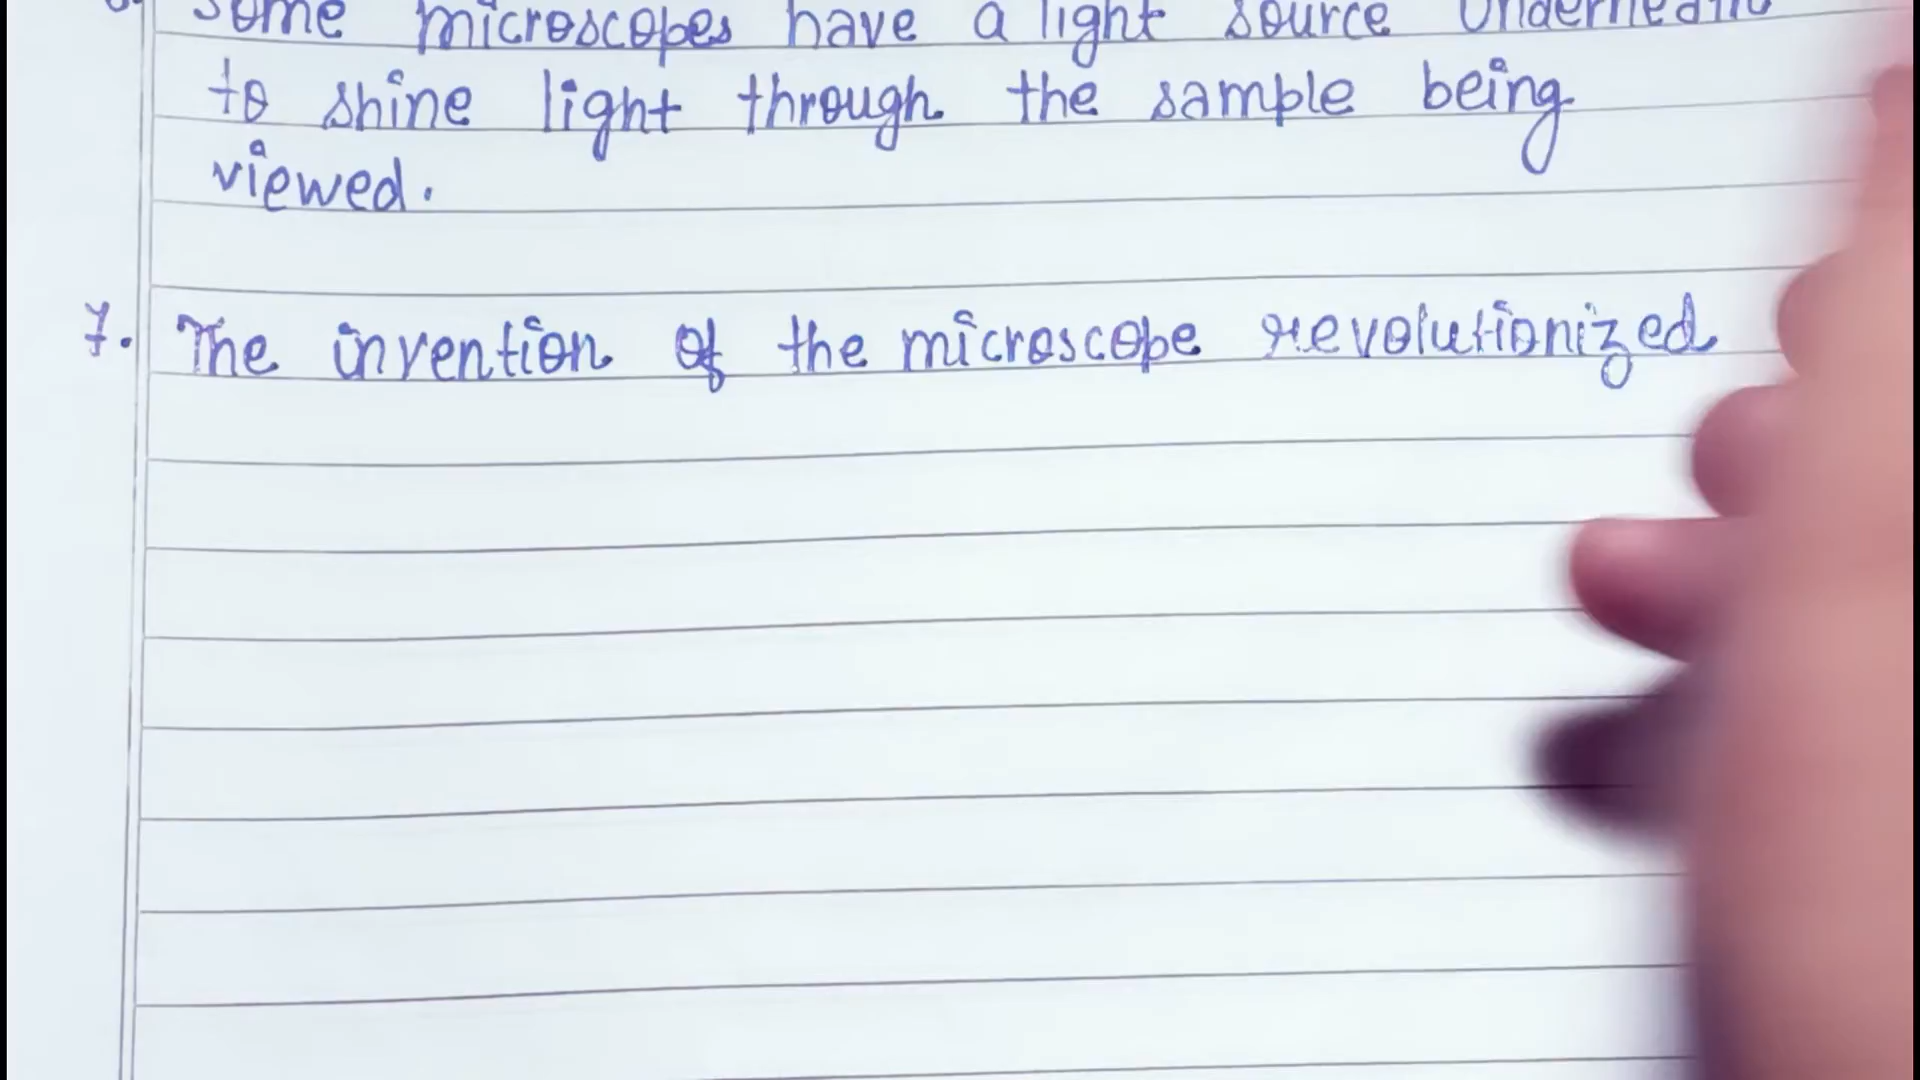 Some microscopes have a light source underneath
to shine light through the sample being
viewed.
7. The invention of the microscope revolutionized